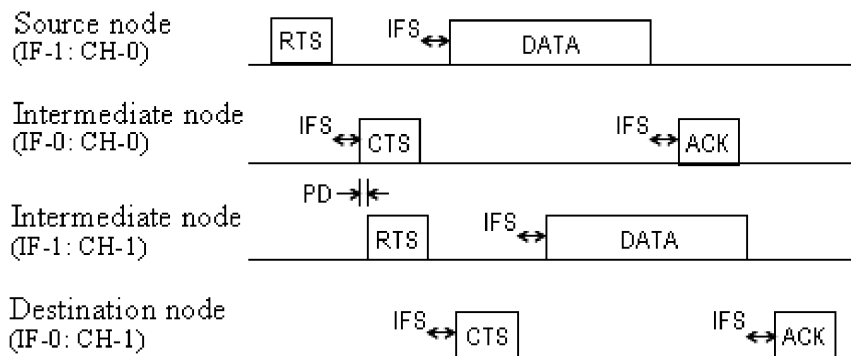 Source node
(IF-1: CH-0)
RTS
IFS
DATA
Intermediate node
(IF-0: CH-0)
IFS
CTS
IFS
ACK
PD
Intermediate node
(IF-1: CH-1)
RTS
IFS
DATA
Destination node
(IF-0: CH-1)
IFS
CTS
IFS
ACK